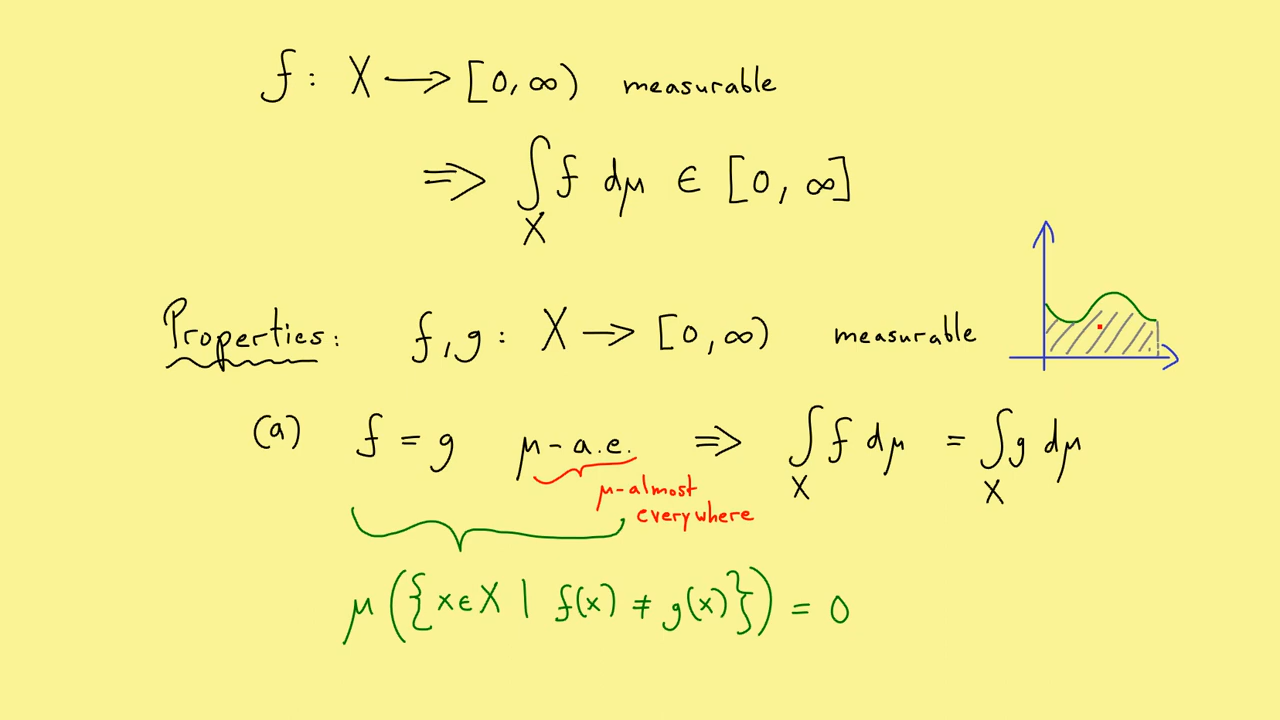 f: X ⟶ [0, ∞) measurable
⟹ ∫_X f dμ ∈ [0, ∞]
Properties: f, g: X ⟶ [0, ∞) measurable
(a) f = g μ-a.e. ⟹ ∫_X f dμ = ∫_X g dμ
μ-almost
everywhere
μ({x∈X | f(x) ≠ g(x)}) = 0